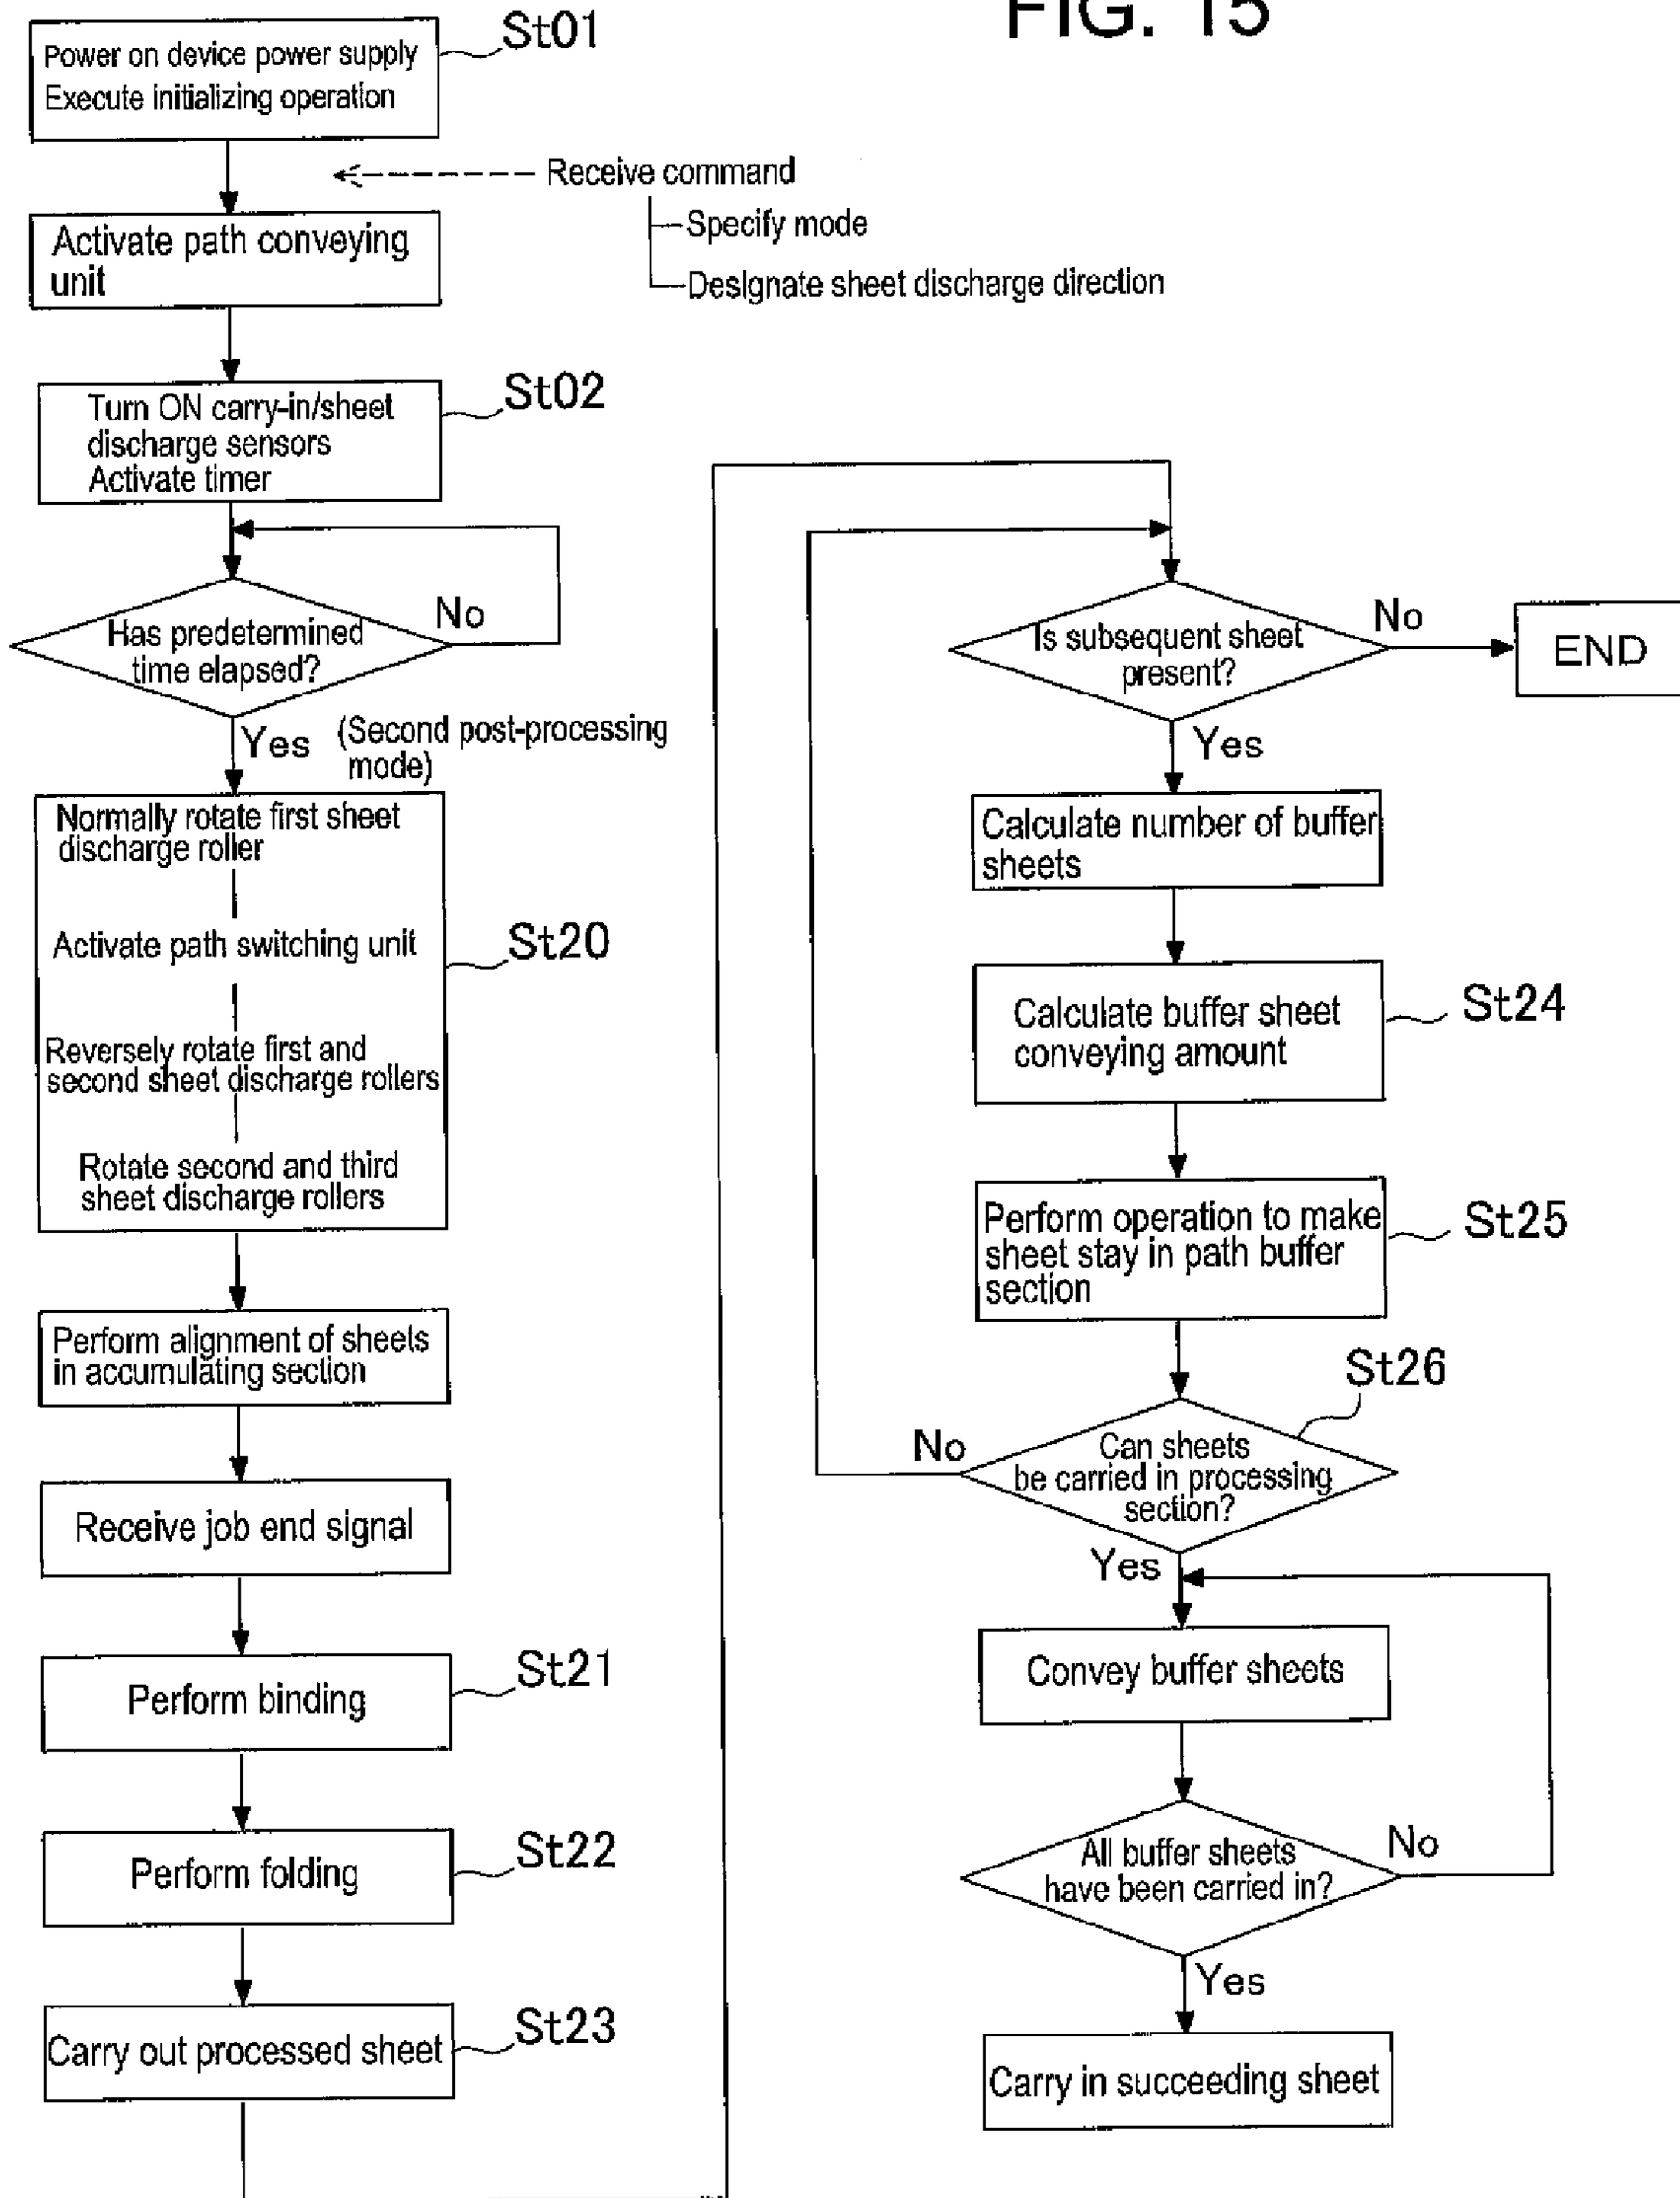 FIG. 15
St01
Power on device power supply
Execute initializing operation
Receive command
Specify mode
Designate sheet discharge direction
Activate path conveying
unit
St02
Turn ON carry-in/sheet
discharge sensors
Activate timer
Has predetermined
time elapsed?
No
Yes
(Second post-processing
mode)
Normally rotate first sheet
discharge roller
Activate path switching unit
Reversely rotate first and
second sheet discharge rollers
Rotate second and third
sheet discharge rollers
St20
Perform alignment of sheets
in accumulating section
Receive job end signal
Perform binding
St21
Perform folding
St22
Carry out processed sheet
St23
Is subsequent sheet
present?
No
END
Yes
Calculate number of buffer
sheets
Calculate buffer sheet
conveying amount
St24
Perform operation to make
sheet stay in path buffer
section
St25
St26
Can sheets
be carried in processing
section?
No
Yes
Convey buffer sheets
All buffer sheets
have been carried in?
No
Yes
Carry in succeeding sheet